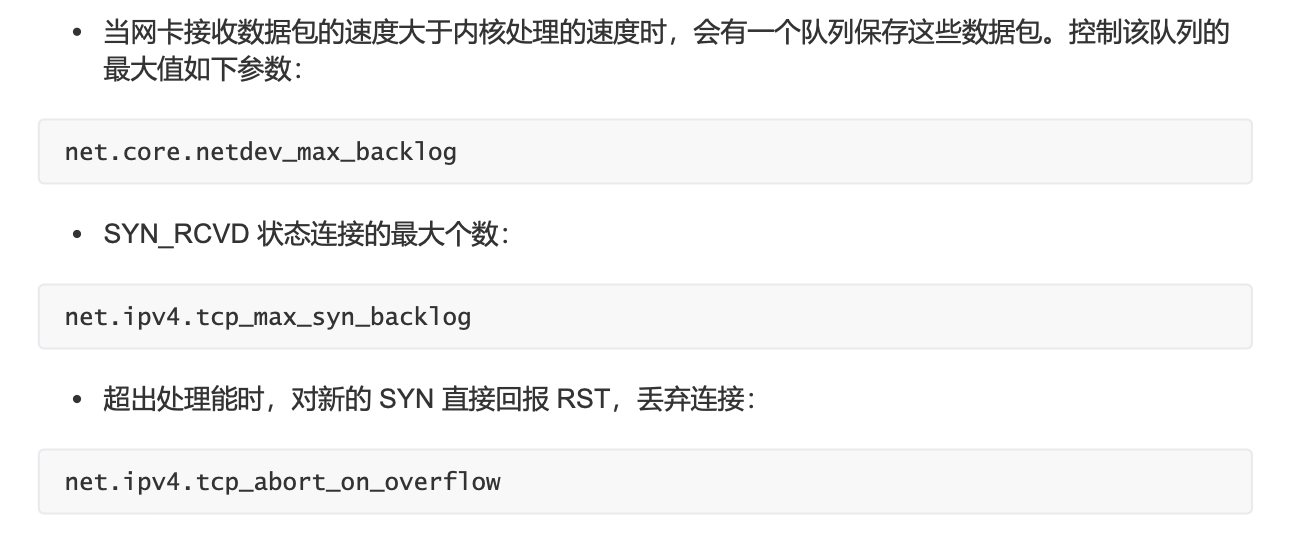 • 当网卡接收数据包的速度大于内核处理的速度时，会有一个队列保存这些数据包。控制该队列的
最大值如下参数：
net.core.netdev_max_backlog
• SYN_RCVD 状态连接的最大个数：
net.ipv4.tcp_max_syn_backlog
• 超出处理能时，对新的 SYN 直接回报 RST，丢弃连接：
net.ipv4.tcp_abort_on_overflow